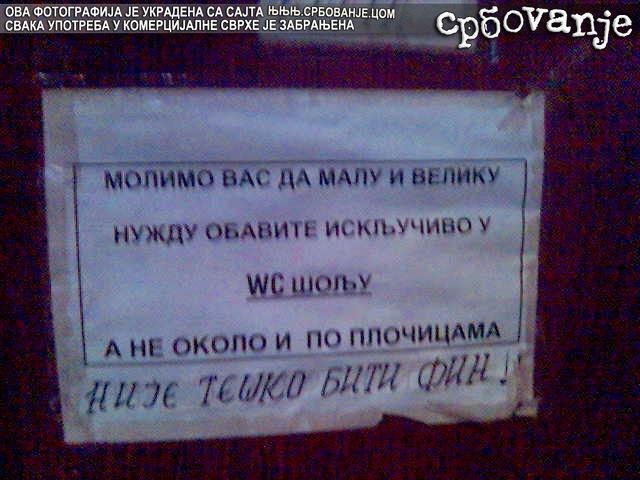 ОВА ФОТОГРАФИЈА ЈЕ УКРАДЕНА СА САЈТА ЊЊЊ.СРБОВАЊЕ.ЦОМ
СВАКА УПОТРЕБА У КОМЕРЦИЈАЛНЕ СВРХЕ ЈЕ ЗАБРАЊЕНА
србоvanje
МОЛИМО ВАС ДА МАЛУ И ВЕЛИКУ
НУЖДУ ОБАВИТЕ ИСКЉУЧИВО У
WC ШОЉУ
А НЕ ОКОЛО И ПО ПЛОЧИЦАМА
НИЈЕ ТЕШКО БИТИ ФИН!!